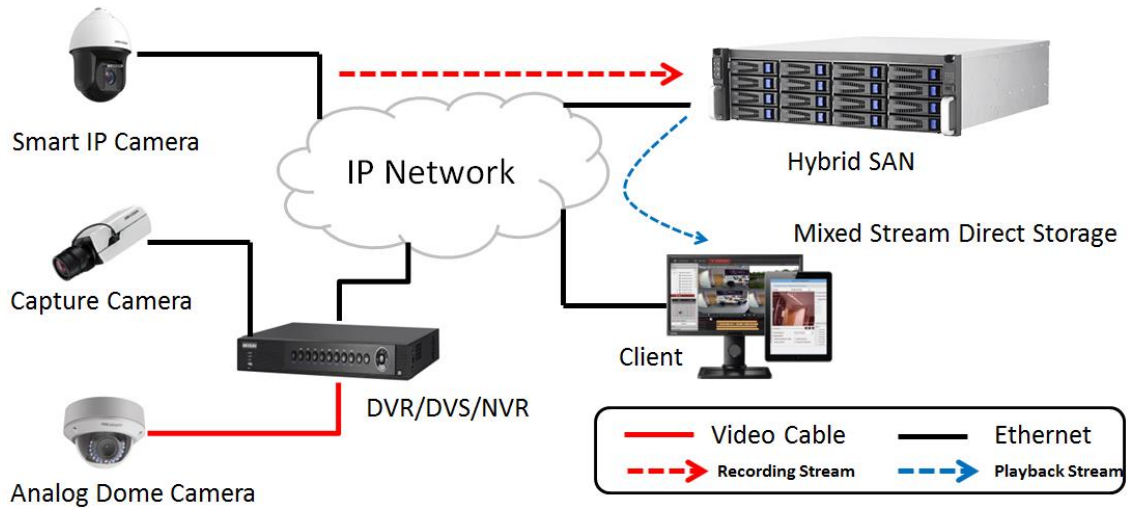 Smart IP Camera
IP Network
Hybrid SAN
Mixed Stream Direct Storage
Capture Camera
Client
DVR/DVS/NVR
Analog Dome Camera
Video Cable
Ethernet
Recording Stream
Playback Stream